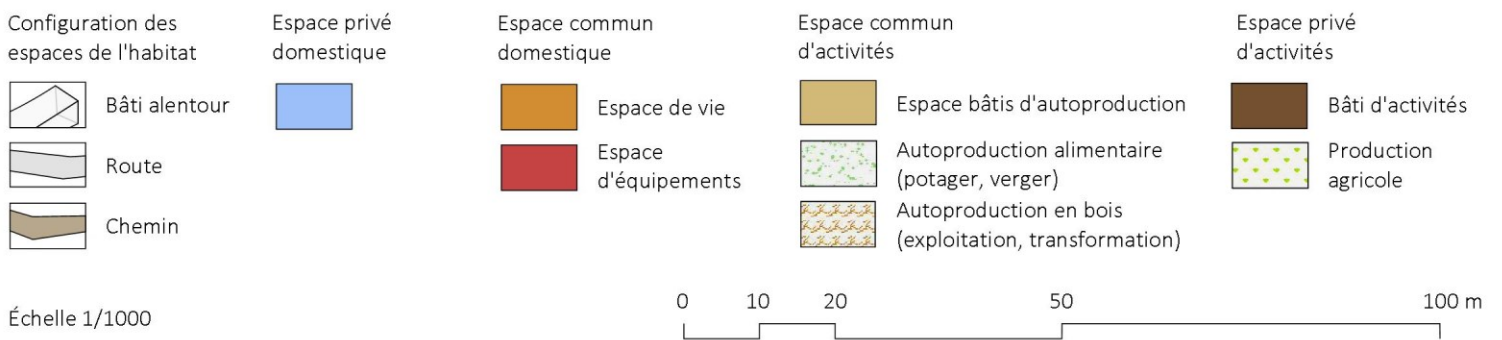 Configuration des
espaces de l'habitat
Bâti alentour
Route
Chemin
Espace privé
domestique
Espace commun
domestique
Espace de vie
Espace
d'équipements
Espace commun
d'activités
Espace bâtis d'autoproduction
Autoproduction alimentaire
(potager, verger)
Autoproduction en bois
(exploitation, transformation)
Espace privé
d'activités
Bâti d'activités
Production
agricole
Échelle 1/1000
0 10 20 50 100 m